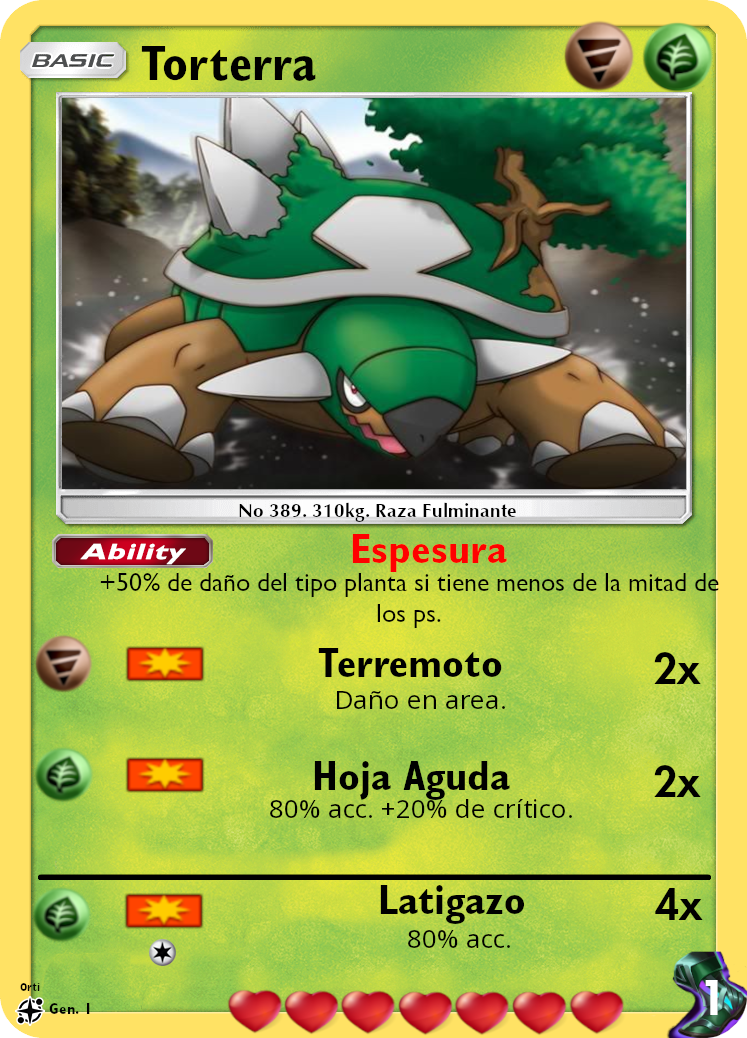 BASIC Torterra
No 389. 310kg. Raza Fulminante
Ability Espesura
+50% de daño del tipo planta si tiene menos de la mitad de
los ps.
Terremoto 2x
Daño en area.
Hoja Aguda 2x
80% acc. +20% de crítico.
Latigazo 4x
80% acc.
Orti
Gen. I
1